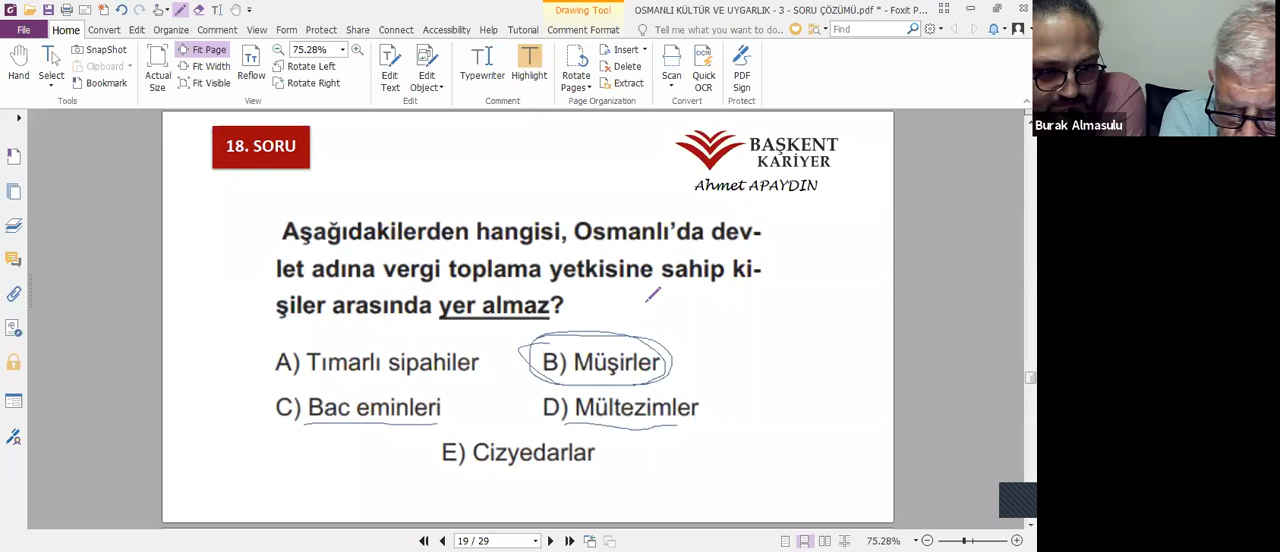 Drawing Tool
OSMANLI KÜLTÜR VE UYGARLIK - 3 - SORU ÇÖZÜMÜ.pdf * - Foxit P...
File Home Convert Edit Organize Comment View Form Protect Share Connect Accessibility Help Tutorial Comment Format Tell me what you want to do.. Find
Hand Select SnapShot Clipboard Bookmark
Actual Size Fit Page Fit Width Fit Visible Reflow 75.28% Rotate Left Rotate Right
Edit Text Edit Object Typewriter Highlight Rotate Pages Insert Delete Extract Scan Quick OCR PDF Sign
Tools View Edit Comment Page Organization Convert Protect
Burak Almasulu
18. SORU
BAŞKENT
KARİYER
Ahmet APAYDIN
Aşağıdakilerden hangisi, Osmanlı'da dev-
let adına vergi toplama yetkisine sahip ki-
şiler arasında yer almaz?
A) Tımarlı sipahiler B) Müşirler
C) Bac eminleri D) Mültezimler
E) Cizyedarlar
19 / 29 75.28%